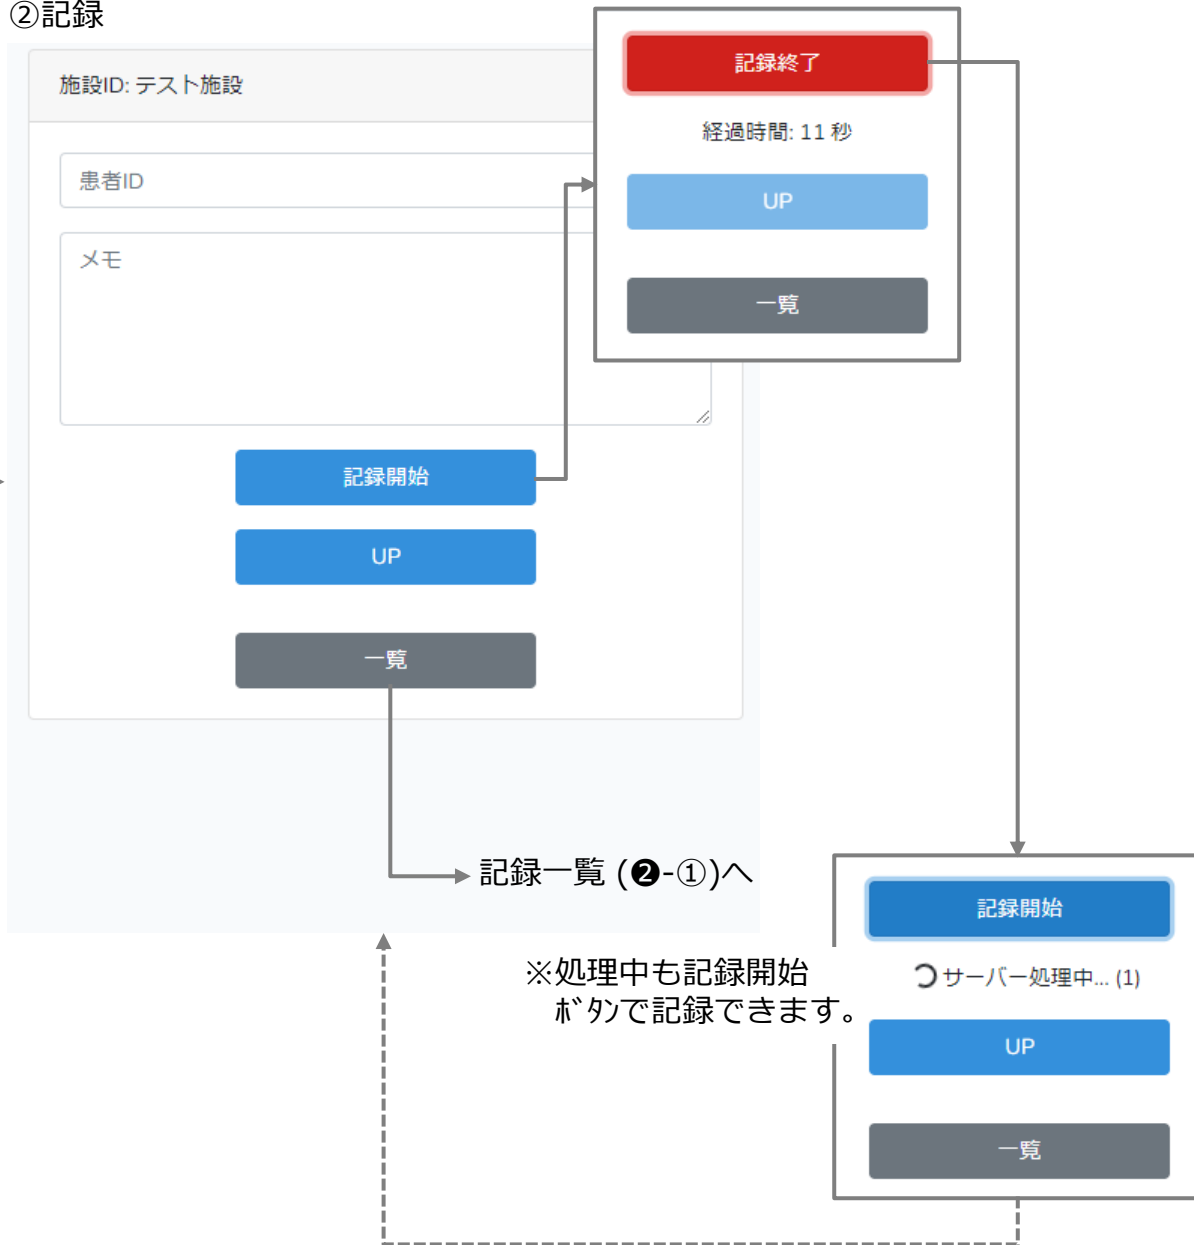 ②記録
施設ID: テスト施設
患者ID
メモ
記録開始
UP
一覧
記録終了
経過時間: 11 秒
UP
一覧
記録一覧 (❷-①)へ
※処理中も記録開始
ﾎﾞﾀﾝで記録できます。
記録開始
サーバー処理中... (1)
UP
一覧